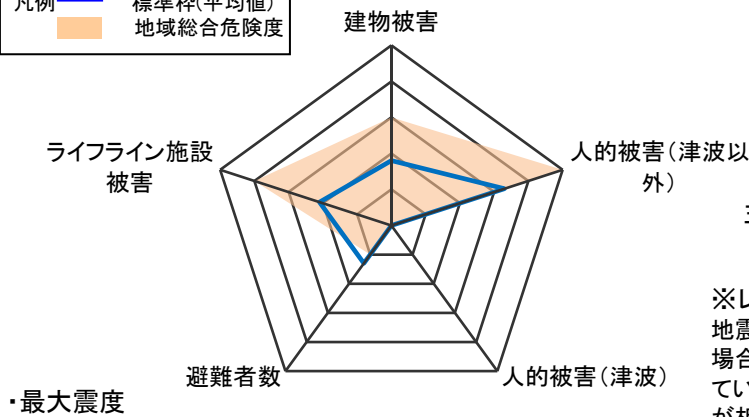 凡例 標準枠(平均値)
地域総合危険度
建物被害
ライフライン施設
被害
人的被害(津波以
外)
避難者数
人的被害(津波)
・最大震度
※レ
地震
場合
てい